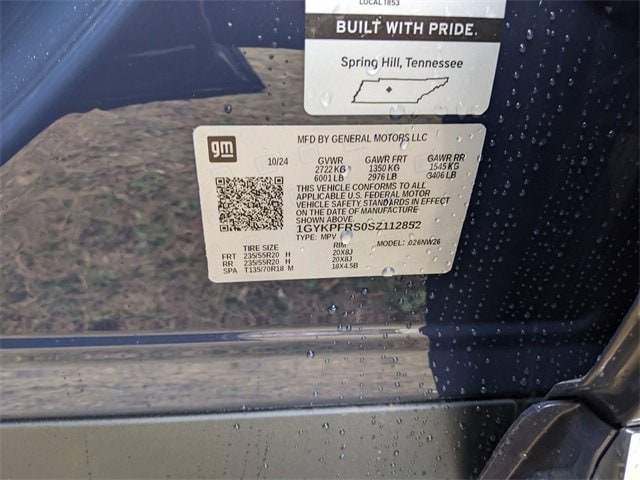 LOCAL 1853
BUILT WITH PRIDE.
Spring Hill, Tennessee
gm
MFD BY GENERAL MOTORS LLC
10/24 GVWR GAWR FRT GAWR RR
2722 KG 1350 KG 1545 KG
6001 LB 2976 LB 3406 LB
THIS VEHICLE CONFORMS TO ALL
APPLICABLE U.S. FEDERAL MOTOR
VEHICLE SAFETY STANDARDS IN EFFECT
ON THE DATE OF MANUFACTURE
SHOWN ABOVE.
1GYKPFRS0SZ112852
TYPE: MPV MODEL: 026NW26
TIRE SIZE RIM
FRT 235/55R20 H 20X8J
RR 235/55R20 H 20X8J
SPA T135/70R18 M 18X4.5B